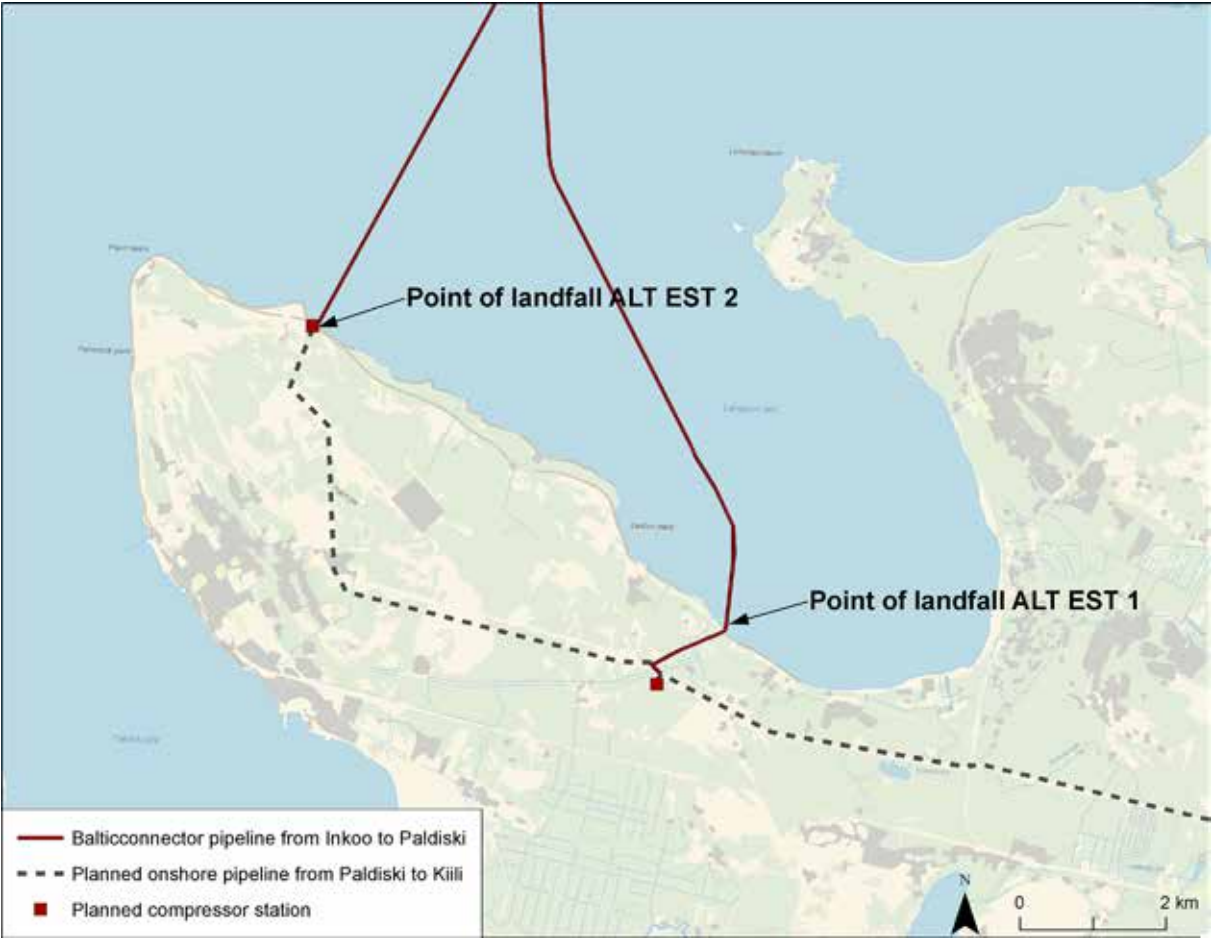 Point of landfall ALT EST 2
Point of landfall ALT EST 1
Balticconnector pipeline from Inkoo to Paldiski
Planned onshore pipeline from Paldiski to Kiili
Planned compressor station
N
0 2 km